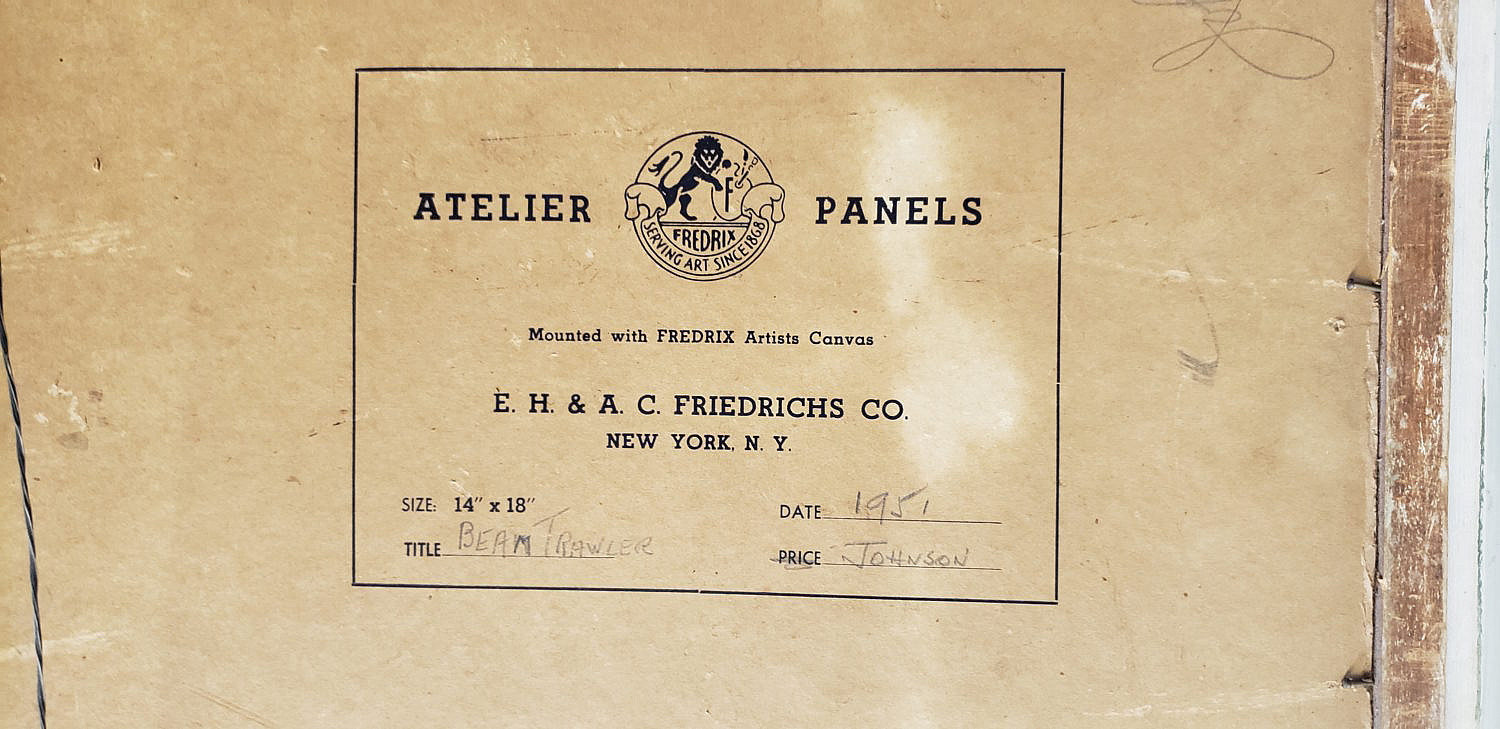 ATELIER PANELS
F
FREDRIX
SERVING ART SINCE 1868
Mounted with FREDRIX Artists Canvas
E. H. & A. C. FRIEDRICHS CO.
NEW YORK, N. Y.
SIZE: 14" x 18"
DATE 1951
TITLE BEAM TRAWLER
PRICE JOHNSON